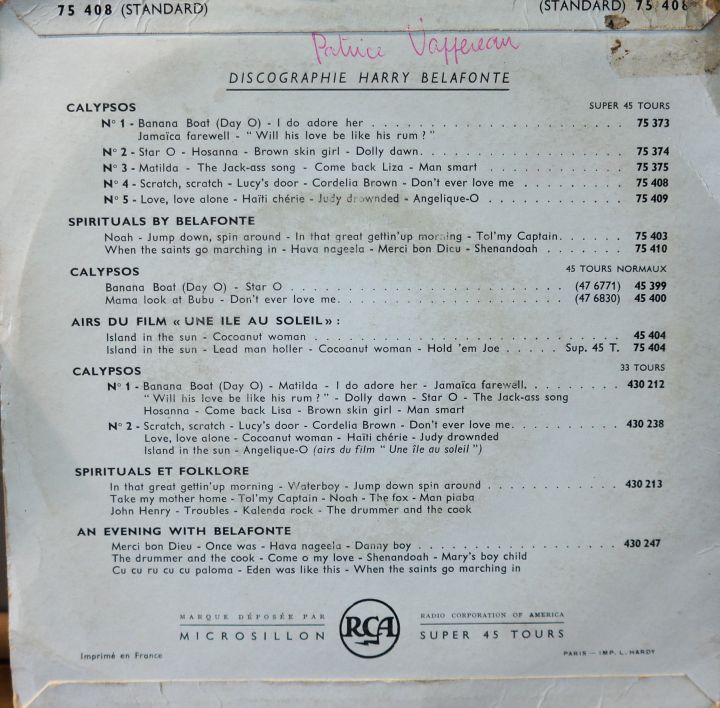 75 408 (STANDARD)
(STANDARD) 75 408
Patrice
DISCOGRAPHIE HARRY BELAFONTE
CALYPSOS SUPER 45 TOURS
N° 1 - Banana Boat (Day O) - I do adore her . . . . . . . . . . . . . . . . . . . . 75 373
Jamaïca farewell - “ Will his love be like his rum ? ”
N° 2 - Star O - Hosanna - Brown skin girl - Dolly dawn. . . . . . . . . . . . . . . 75 374
N° 3 - Matilda - The Jack-ass song - Come back Liza - Man smart . . . . . . . . . . 75 375
N° 4 - Scratch, scratch - Lucy's door - Cordelia Brown - Don't ever love me . . . . . . . 75 408
N° 5 - Love, love alone - Haïti chérie - Judy drownded - Angelique-O . . . . . . . . . . 75 409
SPIRITUALS BY BELAFONTE
Noah - Jump down, spin around - In that great gettin'up morning - Tol'my Captain. . . . . . 75 403
When the saints go marching in - Hava nageela - Merci bon Dieu - Shenandoah . . . . . . . 75 410
CALYPSOS 45 TOURS NORMAUX
Banana Boat (Day O) - Star O . . . . . . . . . . . . . . . . . . . . (47 6771) 45 399
Mama look at Bubu - Don't ever love me. . . . . . . . . . . . . . . . . (47 6830) 45 400
AIRS DU FILM « UNE ILE AU SOLEIL » :
Island in the sun - Cocoanut woman . . . . . . . . . . . . . . . . . . . . . . 45 404
Island in the sun - Lead man holler - Cocoanut woman - Hold 'em Joe . . . . . Sup. 45 T. 75 404
CALYPSOS 33 TOURS
N° 1 - Banana Boat (Day O) - Matilda - I do adore her - Jamaïca farewell. . . . . . . . . 430 212
“ Will his love be like his rum ? ” - Dolly dawn - Star O - The Jack-ass song
Hosanna - Come back Lisa - Brown skin girl - Man smart
N° 2 - Scratch, scratch - Lucy's door - Cordelia Brown - Don't ever love me. . . . . . . . . 430 238
Love, love alone - Cocoanut woman - Haïti chérie - Judy drownded
Island in the sun - Angelique-O (airs du film “ Une île au soleil ”)
SPIRITUALS ET FOLKLORE
In that great gettin'up morning - Waterboy - Jump down spin around . . . . . . . . . . . 430 213
Take my mother home - Tol'my Captain - Noah - The fox - Man piaba
John Henry - Troubles - Kalenda rock - The drummer and the cook
AN EVENING WITH BELAFONTE
Merci bon Dieu - Once was - Hava nageela - Danny boy . . . . . . . . . . . . . . . . 430 247
The drummer and the cook - Come o my love - Shenandoah - Mary's boy child
Cu cu ru cu cu paloma - Eden was like this - When the saints go marching in
MARQUE DÉPOSÉE PAR RCA RADIO CORPORATION OF AMERICA
MICROSILLON SUPER 45 TOURS
Imprimé en France PARIS — IMP. L. HARDY